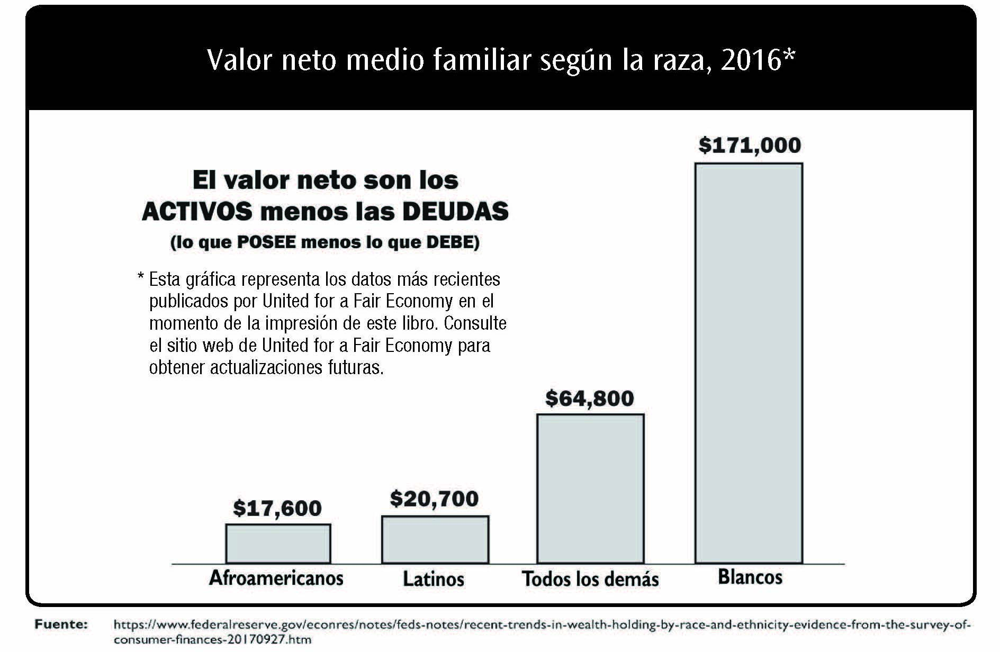 Valor neto medio familiar según la raza, 2016*
El valor neto son los
ACTIVOS menos las DEUDAS
(lo que POSEE menos lo que DEBE)
* Esta gráfica representa los datos más recientes
publicados por United for a Fair Economy en el
momento de la impresión de este libro. Consulte
el sitio web de United for a Fair Economy para
obtener actualizaciones futuras.
$17,600
$20,700
$64,800
$171,000
Afroamericanos
Latinos
Todos los demás
Blancos
Fuente: https://www.federalreserve.gov/econres/notes/feds-notes/recent-trends-in-wealth-holding-by-race-and-ethnicity-evidence-from-the-survey-of-
consumer-finances-20170927.htm